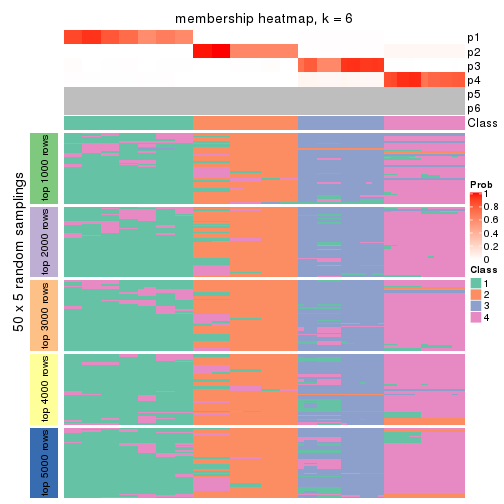 membership heatmap, k = 6
p1
p2
p3
p4
p5
p6
Class
50 x 5 random samplings
top 1000 rows
top 2000 rows
top 3000 rows
top 4000 rows
top 5000 rows
Prob
1
0.8
0.6
0.4
0.2
0
Class
1
2
3
4